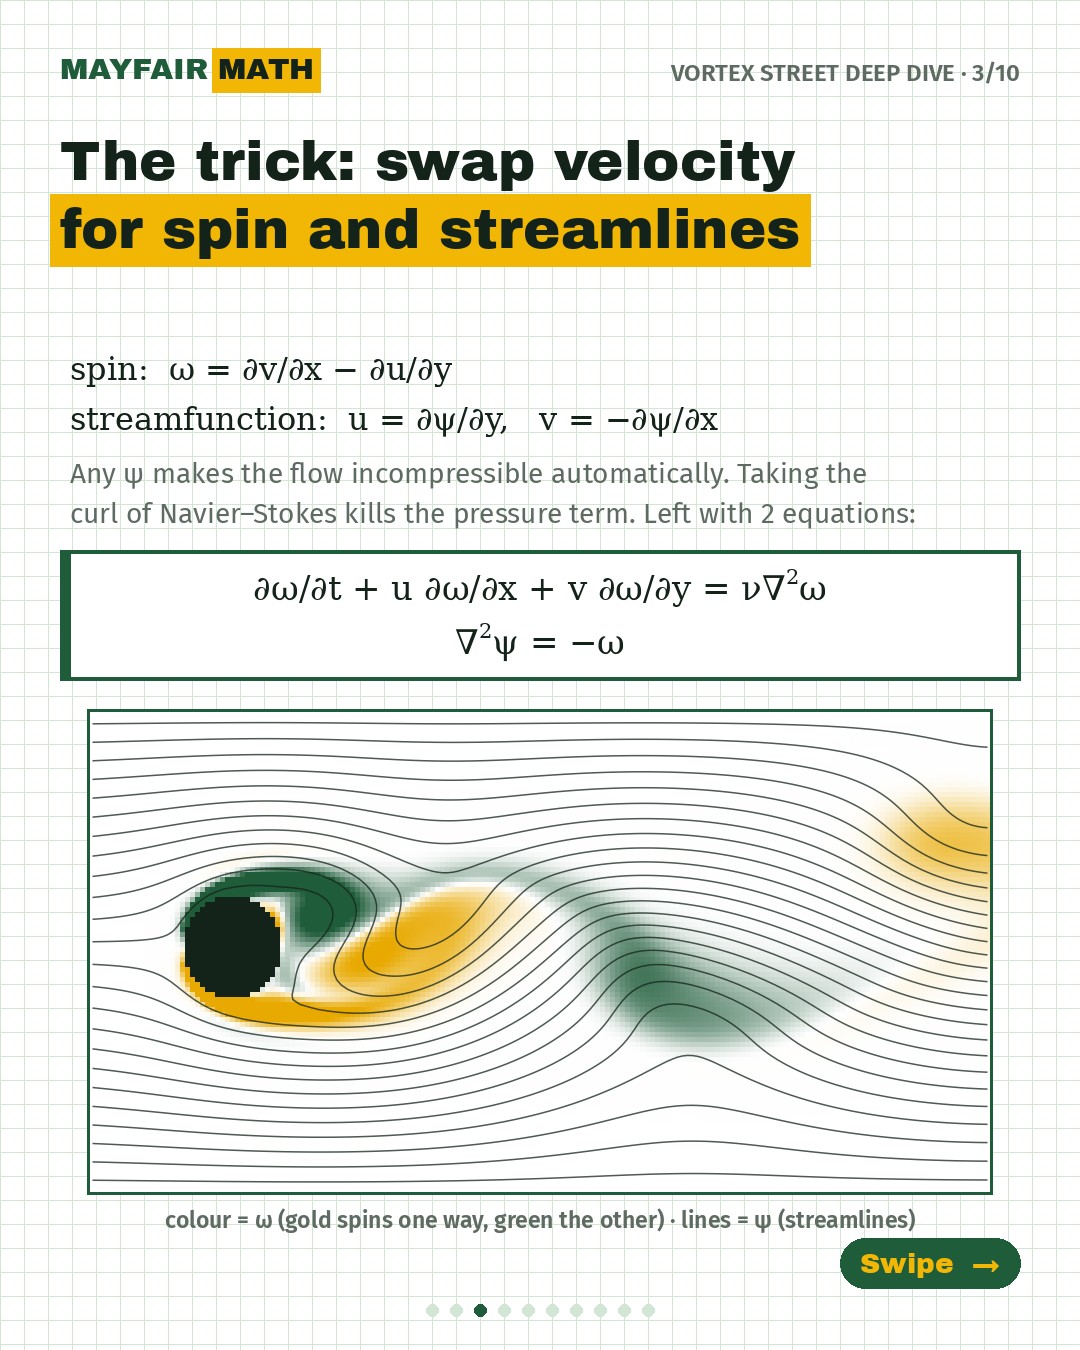 MAYFAIR MATH
VORTEX STREET DEEP DIVE · 3/10
The trick: swap velocity
for spin and streamlines
spin: ω = ∂v/∂x − ∂u/∂y
streamfunction: u = ∂ψ/∂y, v = −∂ψ/∂x
Any ψ makes the flow incompressible automatically. Taking the
curl of Navier–Stokes kills the pressure term. Left with 2 equations:
∂ω/∂t + u ∂ω/∂x + v ∂ω/∂y = ν∇²ω
∇²ψ = −ω
colour = ω (gold spins one way, green the other) · lines = ψ (streamlines)
Swipe →